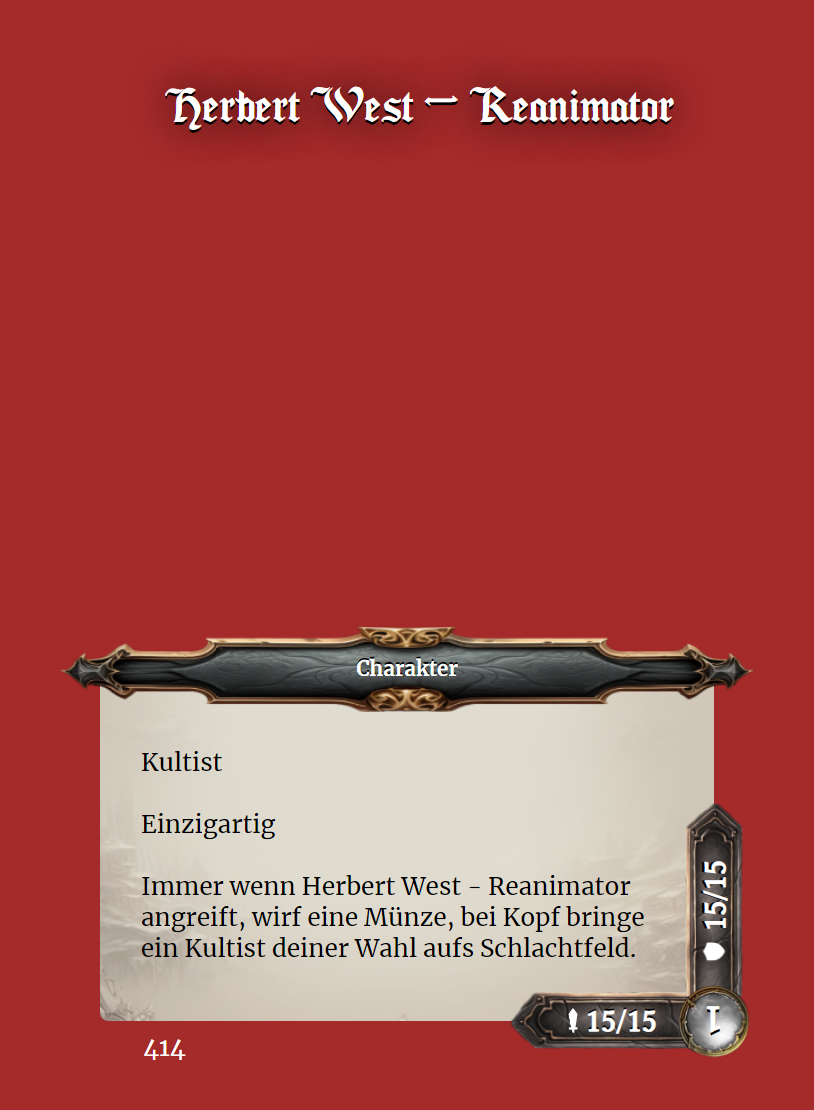 Herbert West – Reanimator
Charakter
Kultist
Einzigartig
Immer wenn Herbert West - Reanimator
angreift, wirf eine Münze, bei Kopf bringe
ein Kultist deiner Wahl aufs Schlachtfeld.
15/15
15/15
1
414